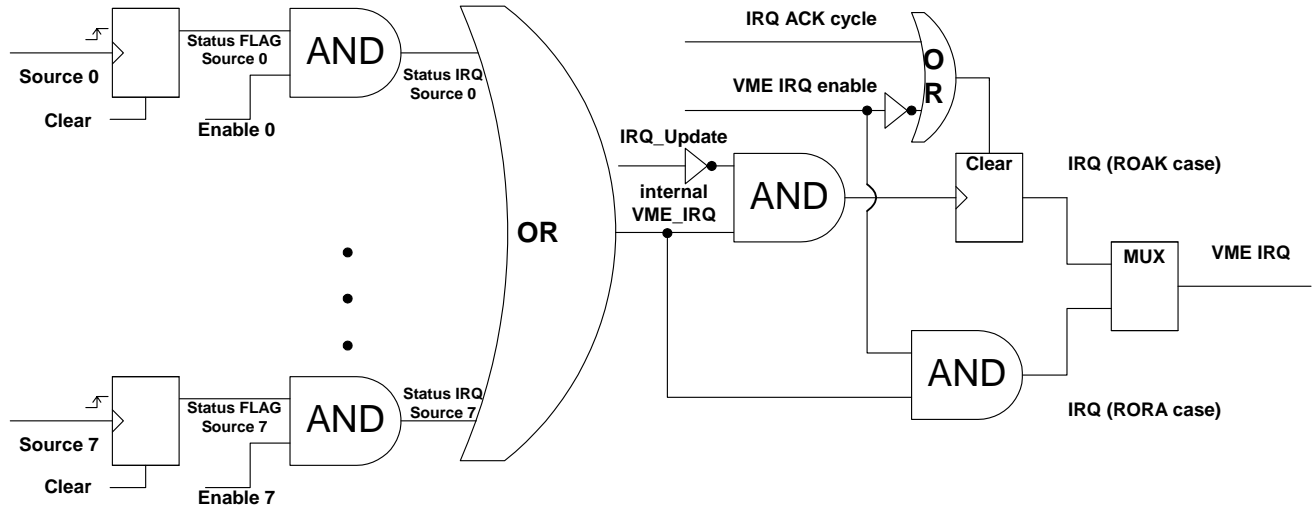 IRQ ACK cycle
Status FLAG
Source 0
AND
Source 0
Status IRQ
Source 0
OR
VME IRQ enable
Clear
Enable 0
IRQ_Update
Clear
IRQ (ROAK case)
internal
VME_IRQ
AND
OR
MUX
VME IRQ
AND
Status FLAG
Source 7
AND
Status IRQ
Source 7
IRQ (RORA case)
Source 7
Clear
Enable 7